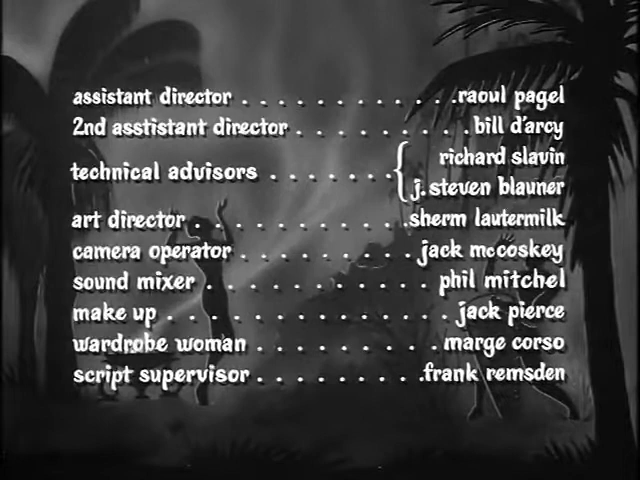 assistant director . . . . . . . . . . . . raoul pagel
2nd asstistant director . . . . . . . . . bill d'arcy
technical advisors . . . . . . . { richard slavin
j. steven blauner
art director . . . . . . . . . . . . sherm lautermilk
camera operator . . . . . . . . . jack mccoskey
sound mixer . . . . . . . . . . . phil mitchel
make up . . . . . . . . . . . . . . jack pierce
wardrobe woman . . . . . . . . . marge corso
script supervisor . . . . . . . . . frank remsden